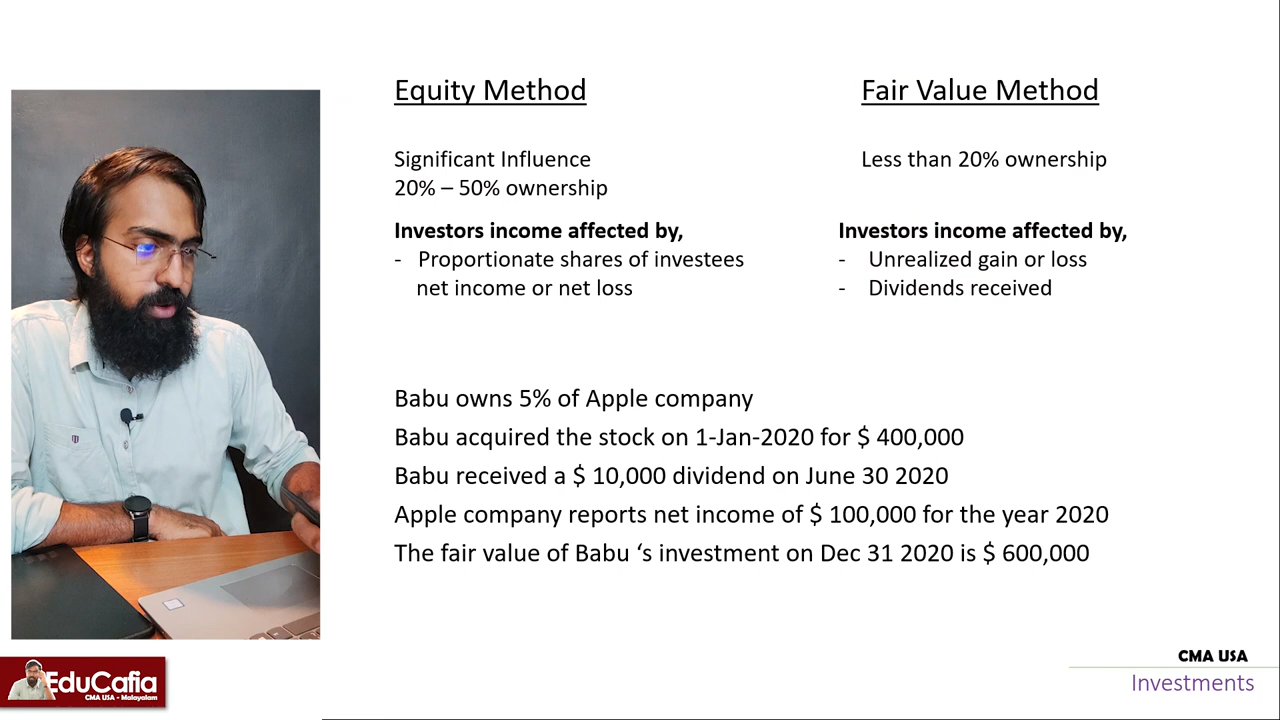 Equity Method
Fair Value Method
Significant Influence
20% – 50% ownership
Less than 20% ownership
Investors income affected by,
- Proportionate shares of investees
net income or net loss
Investors income affected by,
- Unrealized gain or loss
- Dividends received
Babu owns 5% of Apple company
Babu acquired the stock on 1-Jan-2020 for $ 400,000
Babu received a $ 10,000 dividend on June 30 2020
Apple company reports net income of $ 100,000 for the year 2020
The fair value of Babu ‘s investment on Dec 31 2020 is $ 600,000
CMA USA
Investments
EduCafia
CMA USA - Malayalam